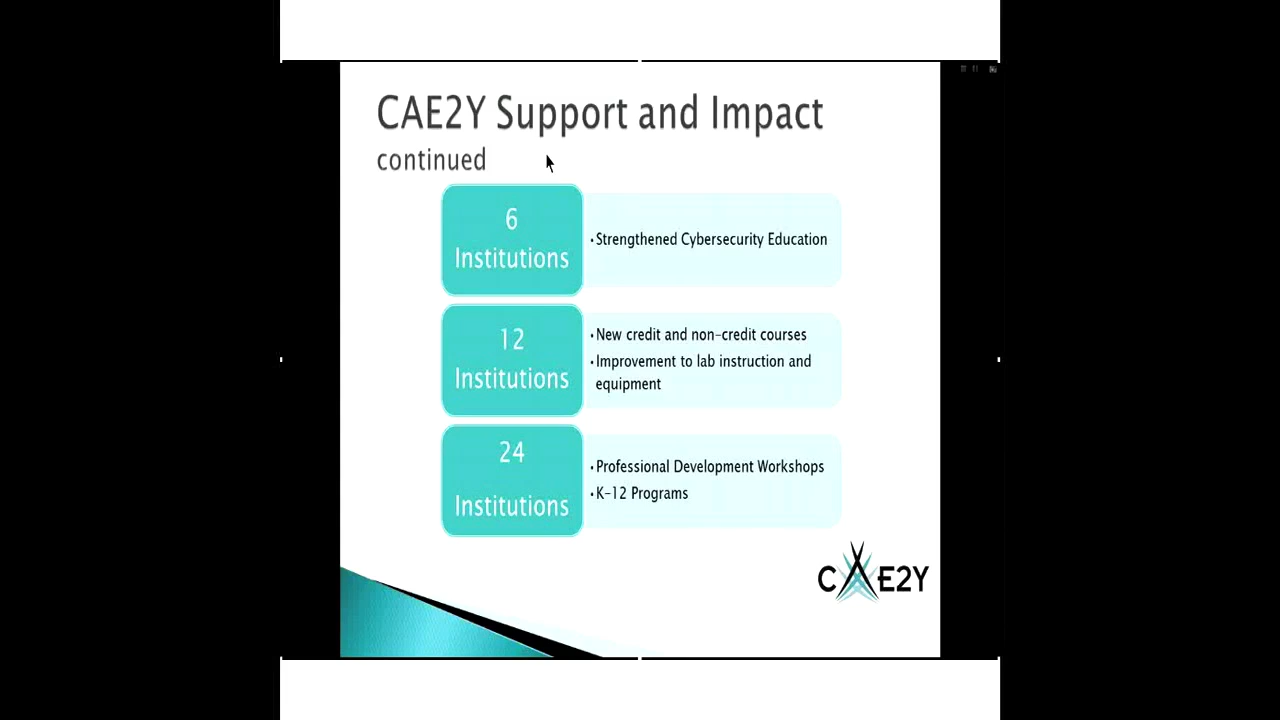 CAE2Y Support and Impact
continued
6
Institutions
•Strengthened Cybersecurity Education
12
Institutions
•New credit and non-credit courses
•Improvement to lab instruction and
equipment
24
Institutions
•Professional Development Workshops
•K-12 Programs
CAE2Y